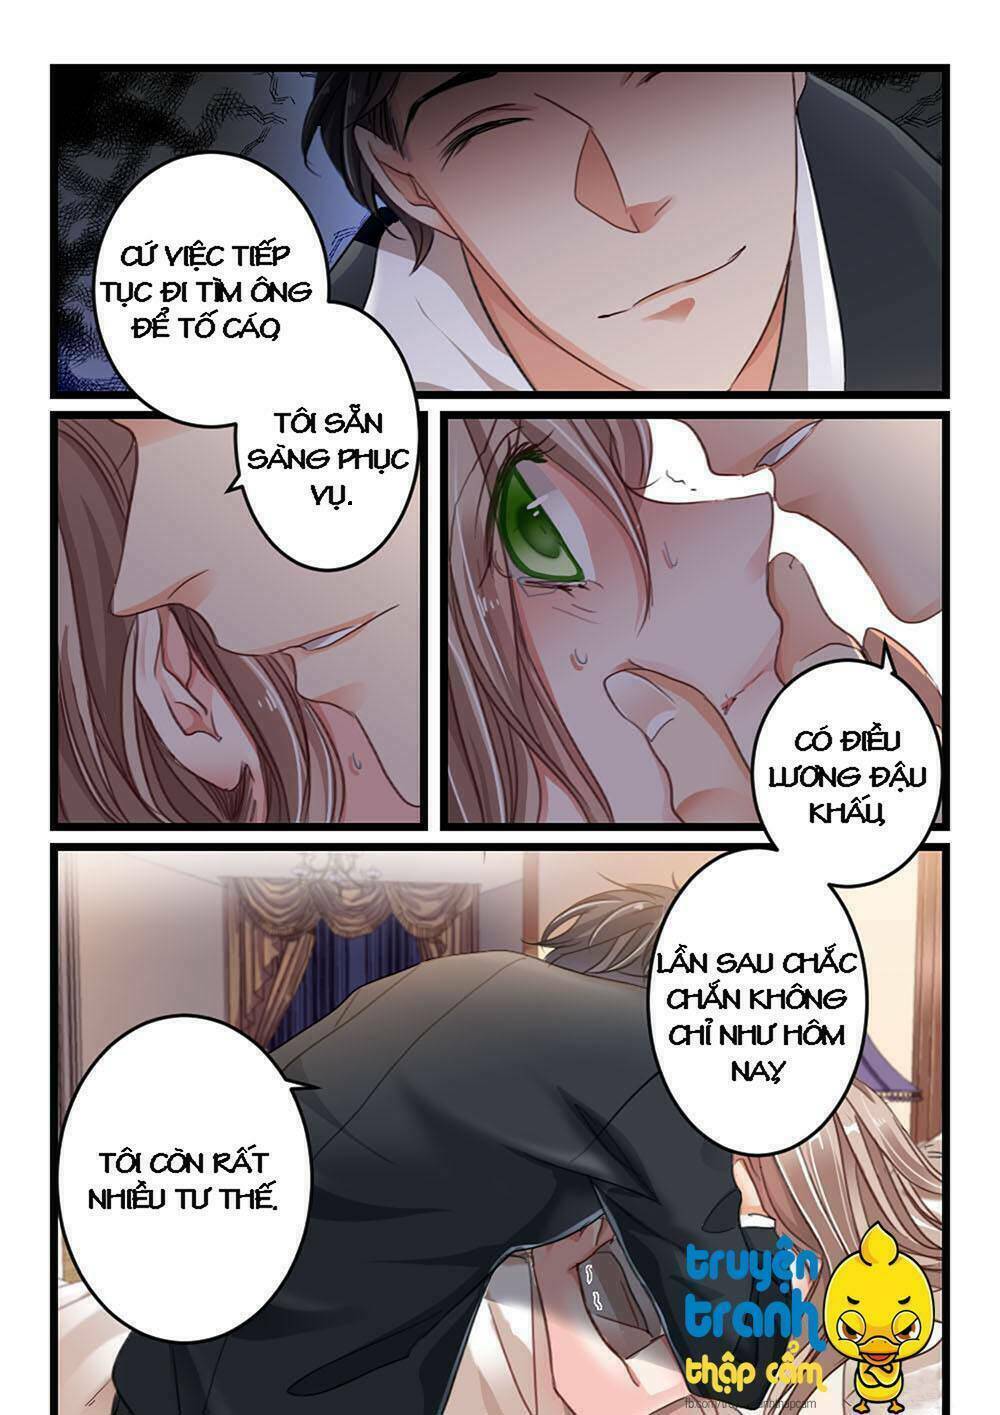 CỨ VIỆC TIẾP
TỤC ĐI TÌM ÔNG
ĐỂ TỐ CÁO,
TÔI SẴN
SÀNG PHỤC
VỤ.
CÓ ĐIỀU
LƯƠNG ĐẬU
KHẤU,
LẦN SAU CHẮC
CHẮN KHÔNG
CHỈ NHƯ HÔM
NAY,
TÔI CÒN RẤT
NHIỀU TƯ THẾ.
truyện
tranh
thập cẩm